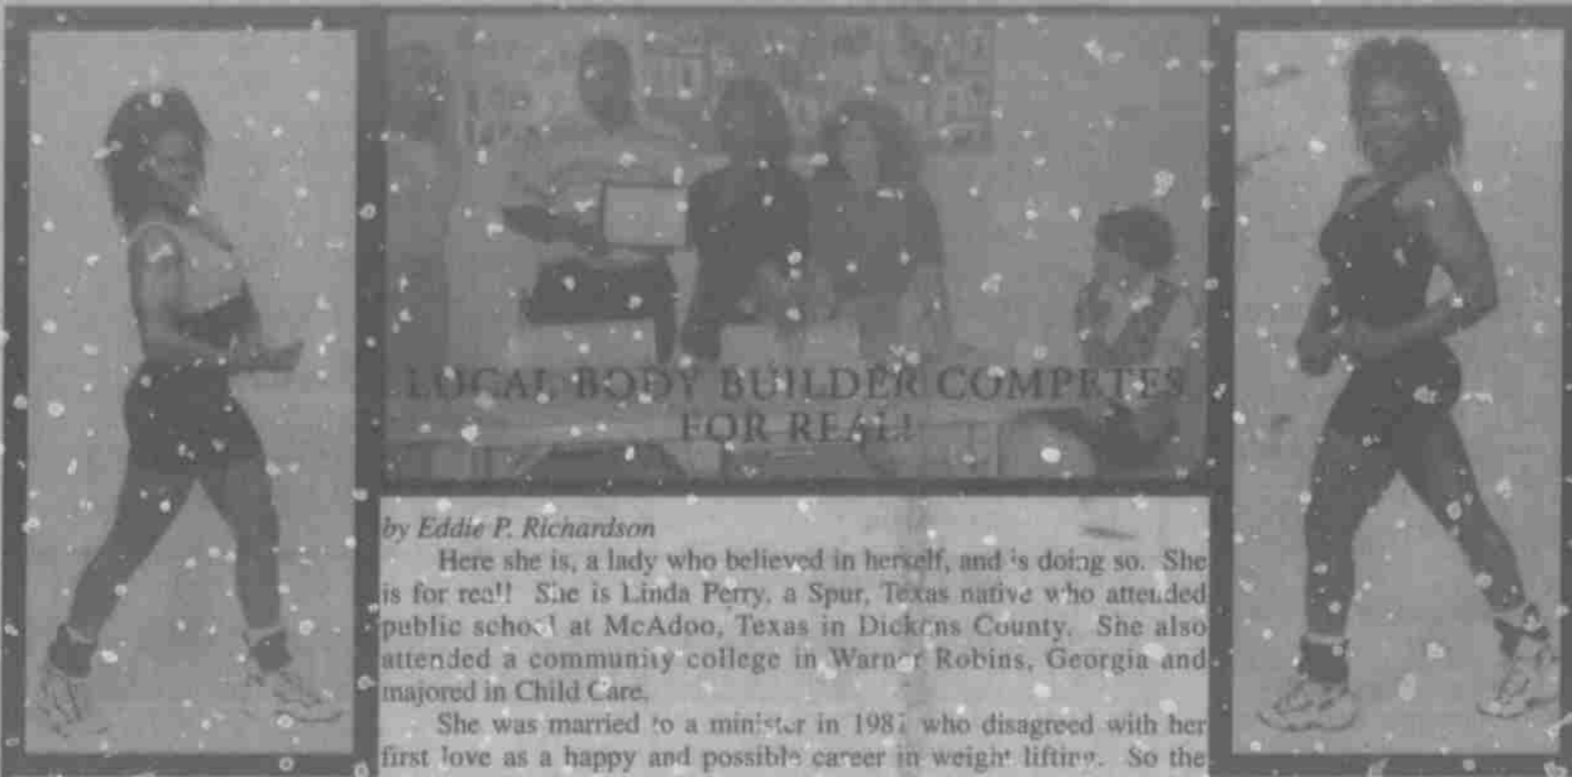 LOCAL BODY BUILDER COMPETES
FOR REAL!
by Eddie P. Richardson
Here she is, a lady who believed in herself, and is doing so. She
is for real! She is Linda Perry, a Spur, Texas native who attended
public school at McAdoo, Texas in Dickens County. She also
attended a community college in Warner Robins, Georgia and
majored in Child Care.
She was married to a minister in 1987 who disagreed with her
first love as a happy and possible career in weight lifting. So the